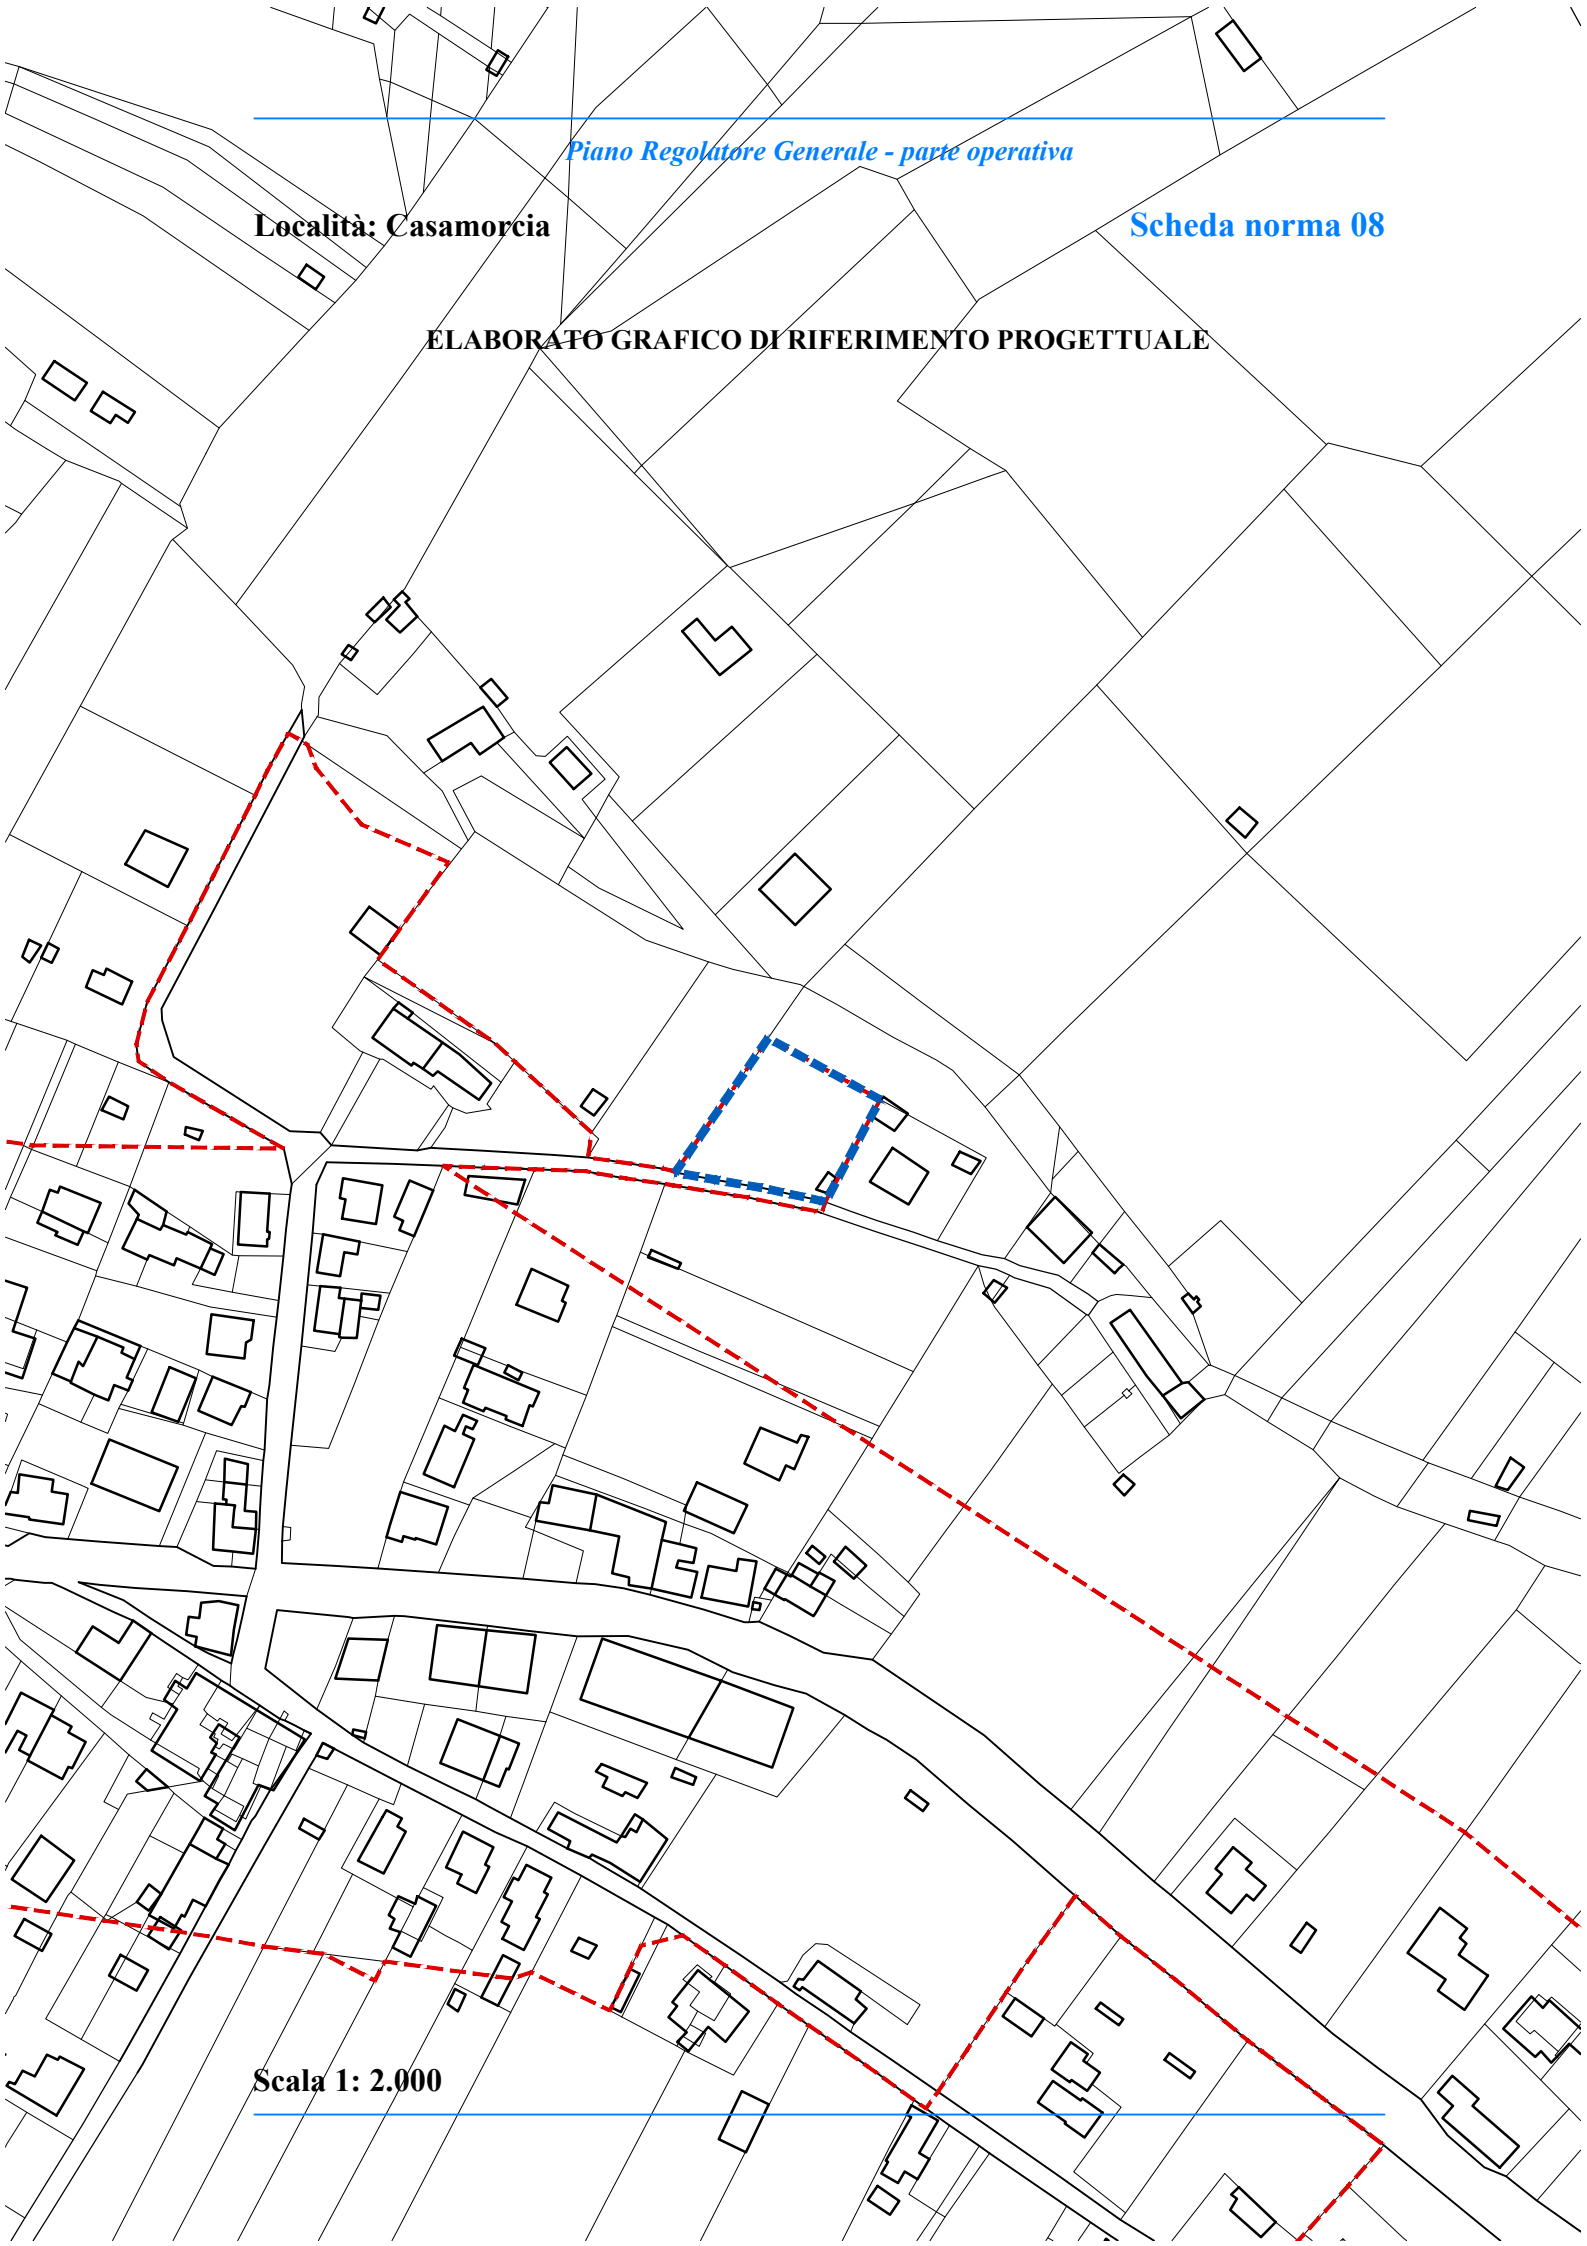 Piano Regolatore Generale - parte operativa
Località: Casamorcia
Scheda norma 08
ELABORATO GRAFICO DI RIFERIMENTO PROGETTUALE
Scala 1: 2.000